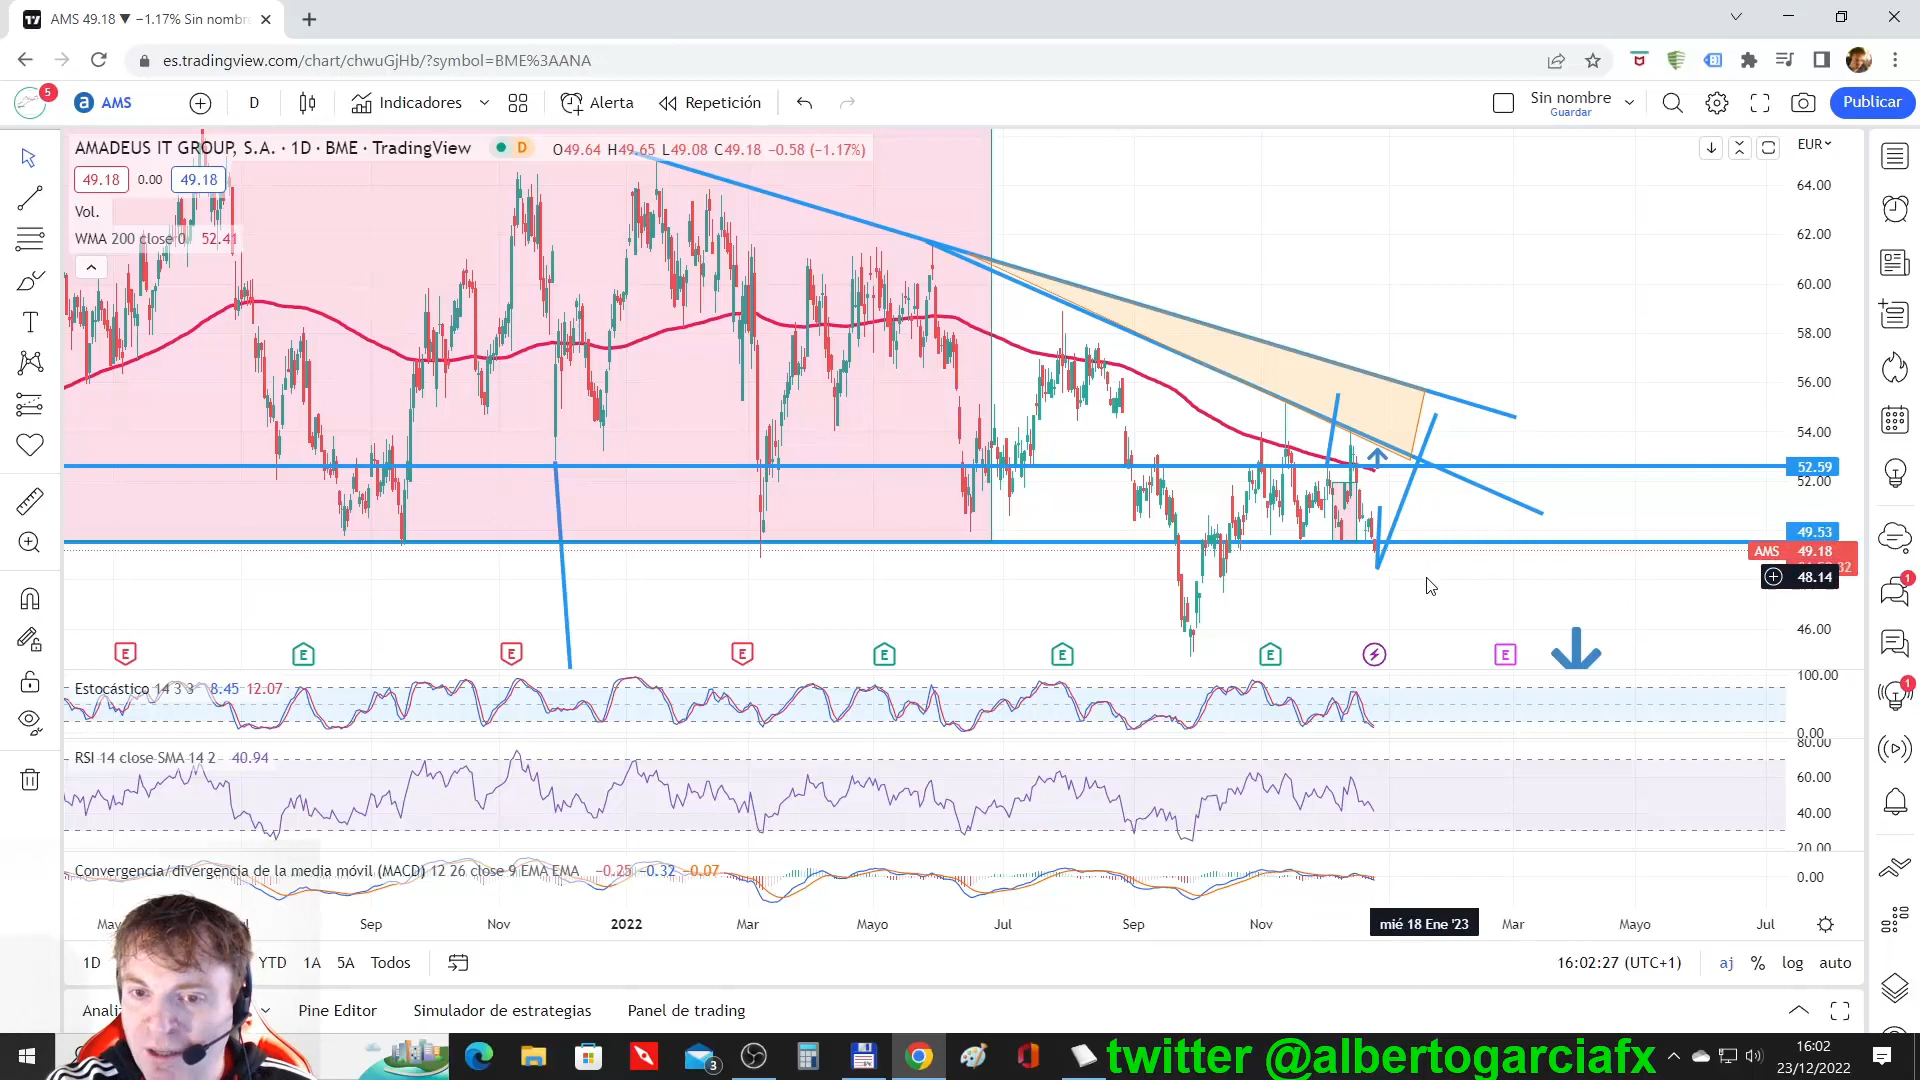 AMS 49.18 ▼ −1.17% Sin nombr
es.tradingview.com/chart/chwuGjHb/?symbol=BME%3AANA
5
AMS
D
Indicadores
Alerta
Repetición
Sin nombre
Guardar
Publicar
AMADEUS IT GROUP, S.A. · 1D · BME · TradingView
D
O49.64 H49.65 L49.08 C49.18 −0.58 (−1.17%)
EUR
49.18 0.00 49.18
Vol.
WMA 200 close 0 52.41
64.00
62.00
60.00
58.00
56.00
54.00
52.59
52.00
49.53
AMS 49.18
48.14
46.00
E E E E E E E E
Estocástico 14 3 3 8.45 12.07
100.00
0.00
RSI 14 close SMA 14 2 40.94
80.00
60.00
40.00
20.00
Convergencia/divergencia de la media móvil (MACD) 12 26 close 9 EMA EMA −0.25 −0.32 −0.07
0.00
Sep Nov 2022 Mar Mayo Jul Sep Nov mié 18 Ene '23 Mar Mayo Jul
1D YTD 1A 5A Todos
16:02:27 (UTC+1)
aj % log auto
Pine Editor Simulador de estrategias Panel de trading
1
1
3
twitter @albertogarciafx
16:02
23/12/2022